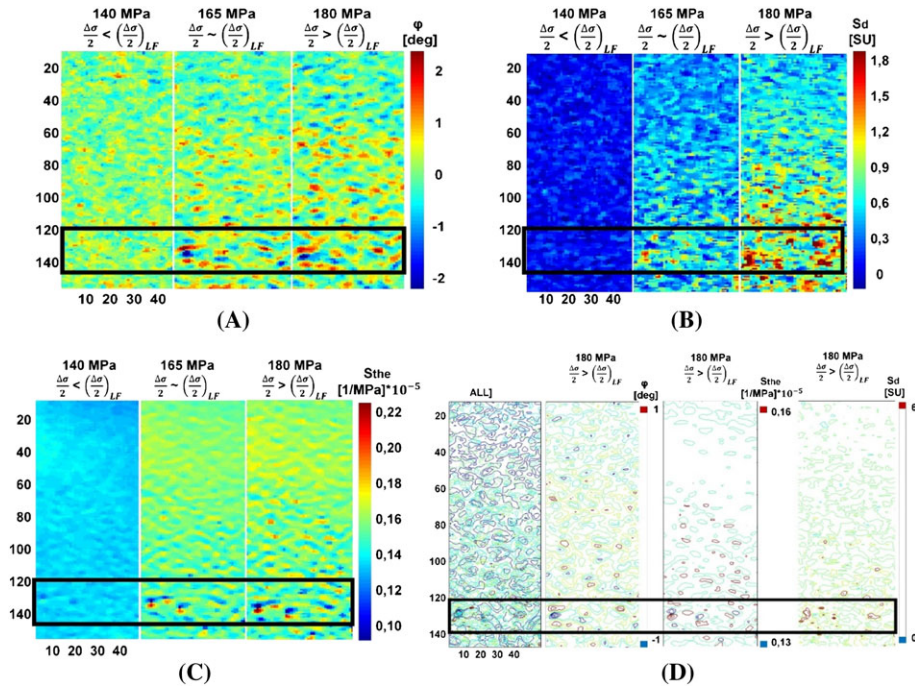 140 MPa 165 MPa 180 MPa φ [deg]
Δσ/2 < (Δσ/2)LF Δσ/2 ~ (Δσ/2)LF Δσ/2 > (Δσ/2)LF
20
40
60
80
100
120
140
2
1
0
-1
-2
10 20 30 40
(A)
140 MPa 165 MPa 180 MPa Sd [SU]
Δσ/2 < (Δσ/2)LF Δσ/2 ~ (Δσ/2)LF Δσ/2 > (Δσ/2)LF
20
40
60
80
100
120
140
1,8
1,5
1,2
0,9
0,6
0,3
0
10 20 30 40
(B)
140 MPa 165 MPa 180 MPa Sthe
Δσ/2 < (Δσ/2)LF Δσ/2 ~ (Δσ/2)LF Δσ/2 > (Δσ/2)LF [1/MPa]*10⁻⁵
20
40
60
80
100
120
140
0,22
0,20
0,18
0,16
0,14
0,12
0,10
10 20 30 40
(C)
180 MPa 180 MPa 180 MPa
Δσ/2 > (Δσ/2)LF Δσ/2 > (Δσ/2)LF Δσ/2 > (Δσ/2)LF
ALL] φ [deg] Sthe [1/MPa]*10⁻⁵ Sd [SU]
1 0,16 6
20
40
60
80
100
120
140
-1 0,13 0
10 20 30 40
(D)